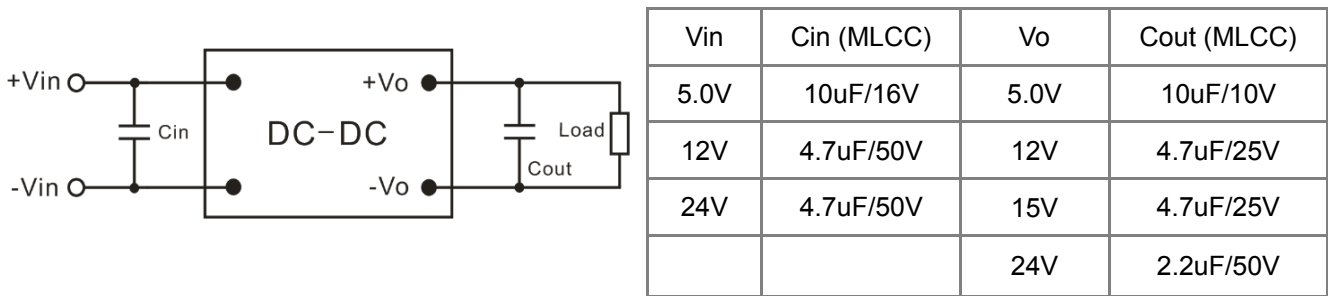 +Vin
+Vo
Cin
DC-DC
Load
Cout
-Vin
-Vo
Vin Cin (MLCC) Vo Cout (MLCC)
5.0V 10uF/16V 5.0V 10uF/10V
12V 4.7uF/50V 12V 4.7uF/25V
24V 4.7uF/50V 15V 4.7uF/25V
24V 2.2uF/50V